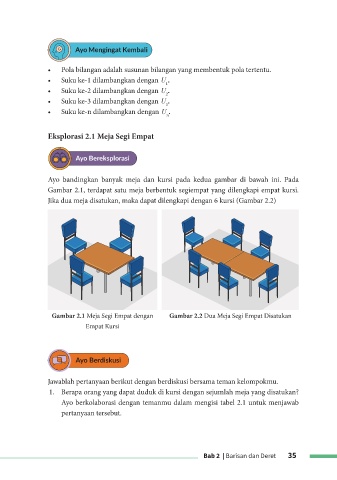 Ayo Mengingat Kembali
• Pola bilangan adalah susunan bilangan yang membentuk pola tertentu.
• Suku ke-1 dilambangkan dengan U₁.
• Suku ke-2 dilambangkan dengan U₂.
• Suku ke-3 dilambangkan dengan U₃.
• Suku ke-n dilambangkan dengan Uₙ.
Eksplorasi 2.1 Meja Segi Empat
Ayo Bereksplorasi
Ayo bandingkan banyak meja dan kursi pada kedua gambar di bawah ini. Pada
Gambar 2.1, terdapat satu meja berbentuk segiempat yang dilengkapi empat kursi.
Jika dua meja disatukan, maka dapat dilengkapi dengan 6 kursi (Gambar 2.2)
Gambar 2.1 Meja Segi Empat dengan
Empat Kursi
Gambar 2.2 Dua Meja Segi Empat Disatukan
Ayo Berdiskusi
Jawablah pertanyaan berikut dengan berdiskusi bersama teman kelompokmu.
1. Berapa orang yang dapat duduk di kursi dengan sejumlah meja yang disatukan?
Ayo berkolaborasi dengan temanmu dalam mengisi tabel 2.1 untuk menjawab
pertanyaan tersebut.
Bab 2 | Barisan dan Deret 35